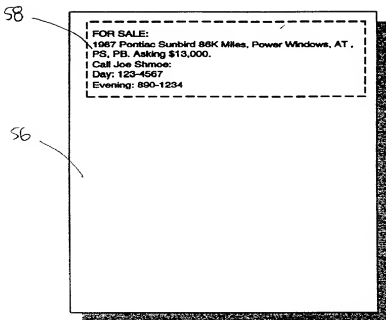 58
FOR SALE:
1987 Pontiac Sunbird 86K Miles, Power Windows, AT ,
PS, PB. Asking $13,000.
Call Joe Shmoe:
Day: 123-4567
Evening: 890-1234
56